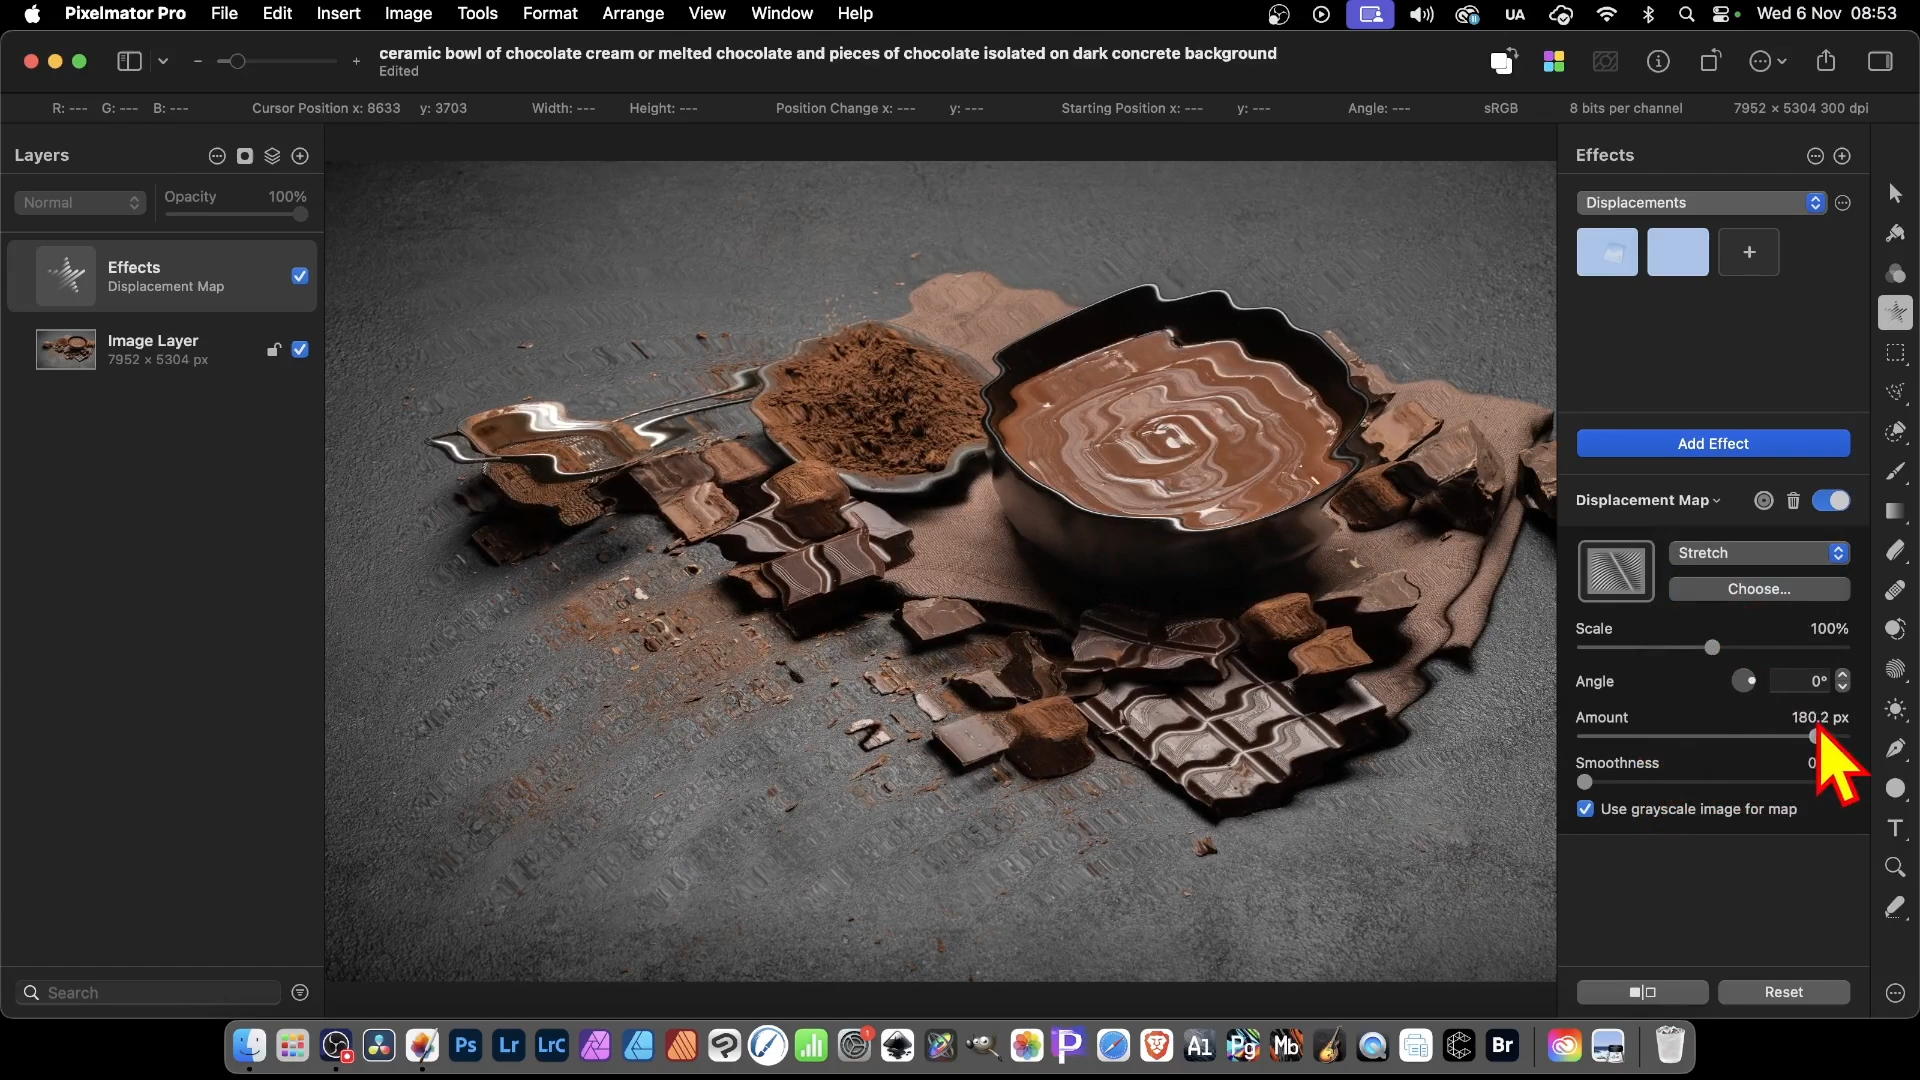 Pixelmator Pro File Edit Insert Image Tools Format Arrange View Window Help UA Wed 6 Nov 08:53
ceramic bowl of chocolate cream or melted chocolate and pieces of chocolate isolated on dark concrete background
Edited
R: --- G: --- B: --- Cursor Position x: 8633 y: 3703 Width: --- Height: --- Position Change x: --- y: --- Starting Position x: --- y: --- Angle: --- sRGB 8 bits per channel 7952 × 5304 300 dpi
Layers
Normal Opacity 100%
Effects
Displacement Map
Image Layer
7952 × 5304 px
Search
Effects
Displacements
Add Effect
Displacement Map
Stretch
Choose...
Scale 100%
Angle 0°
Amount 180.2 px
Smoothness 0
Use grayscale image for map
Reset
T
Ps Lr LrC 1 Ai Pg Mb Br